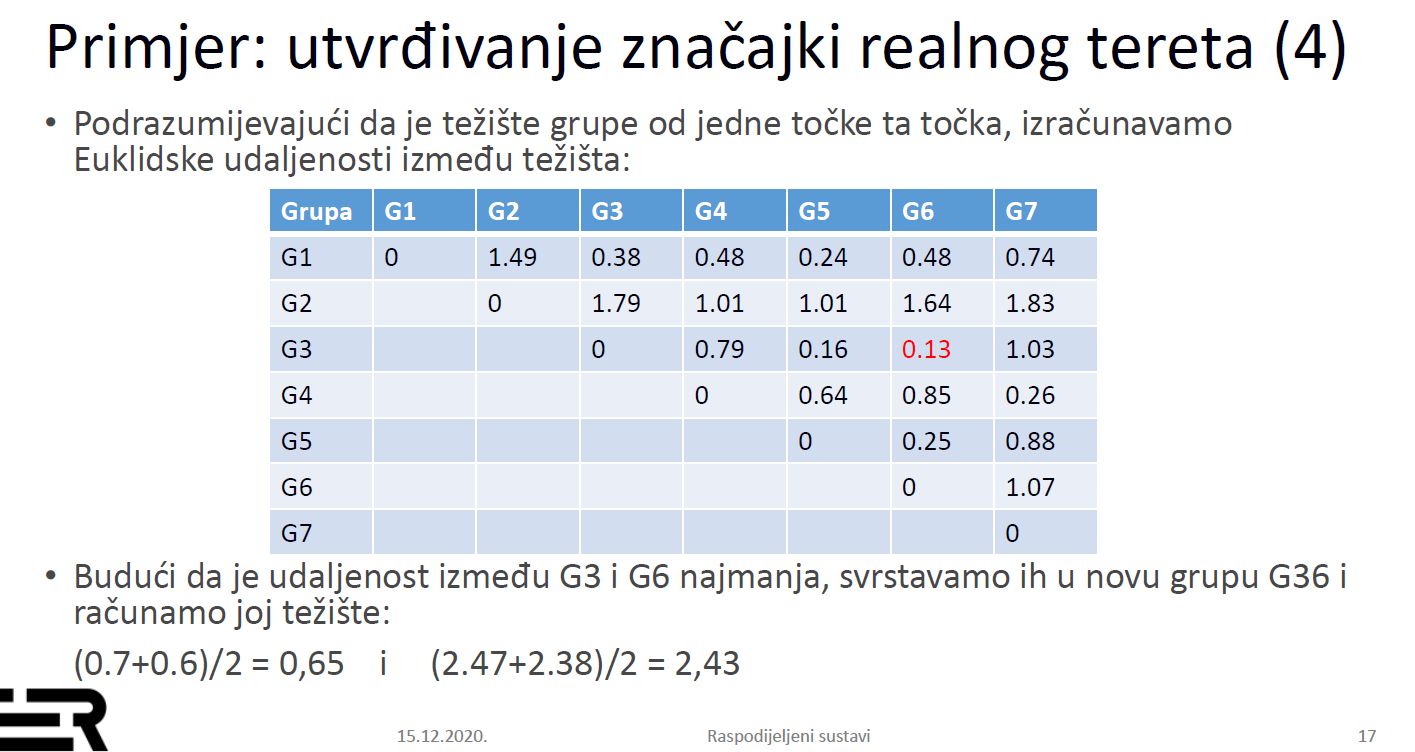 Primjer: utvrđivanje značajki realnog tereta (4)
• Podrazumijevajući da je težište grupe od jedne točke ta točka, izračunavamo
Euklidske udaljenosti između težišta:
Grupa G1 G2 G3 G4 G5 G6 G7
G1 0 1.49 0.38 0.48 0.24 0.48 0.74
G2 0 1.79 1.01 1.01 1.64 1.83
G3 0 0.79 0.16 0.13 1.03
G4 0 0.64 0.85 0.26
G5 0 0.25 0.88
G6 0 1.07
G7 0
• Budući da je udaljenost između G3 i G6 najmanja, svrstavamo ih u novu grupu G36 i
računamo joj težište:
(0.7+0.6)/2 = 0,65 i (2.47+2.38)/2 = 2,43
FER
15.12.2020. Raspodijeljeni sustavi 17